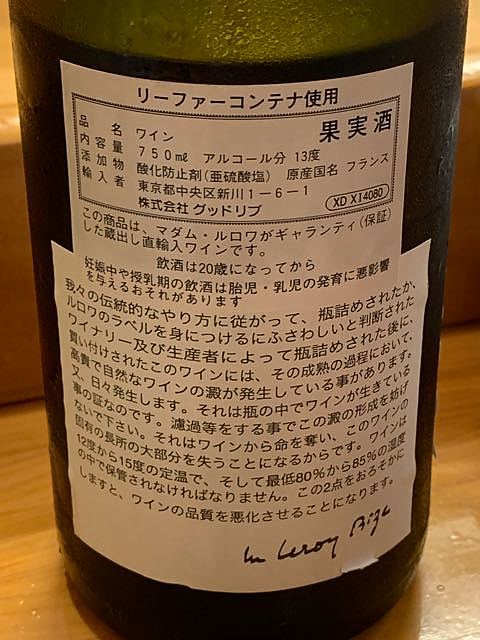 リーファーコンテナ使用
品名 ワイン 果実酒
内容量 750ml アルコール分 13度
添加物 酸化防止剤(亜硫酸塩) 原産国名 フランス
輸入者 東京都中央区新川1-6-1
株式会社 グッドリブ XD XI4080
この商品は、マダム・ルロワがギャランティ(保証)
した蔵出し直輸入ワインです。
飲酒は20歳になってから
妊娠中や授乳期の飲酒は胎児・乳児の発育に悪影響
を与えるおそれがあります
我々の伝統的なやり方に従がって、瓶詰めされたか、
ルロワのラベルを身につけるにふさわしいと判断された
ワイナリー及び生産者によって瓶詰めされた後に、
買い付けされたこのワインには、その成熟の過程において、
高貴で自然なワインの澱が発生している事があります。
又、日々発生します。それは瓶の中でワインが生きている
事の証なのです。濾過等をする事でこの澱の形成を妨げ
ないで下さい。それはワインから命を奪い、このワインの
固有の長所の大部分を失うことになるからです。ワインは
12度から15度の定温で、そして最低80%から85%の湿度
の中で保管されなければなりません。この2点をおろそかに
しますと、ワインの品質を悪化させることになります。
Leroy Bize